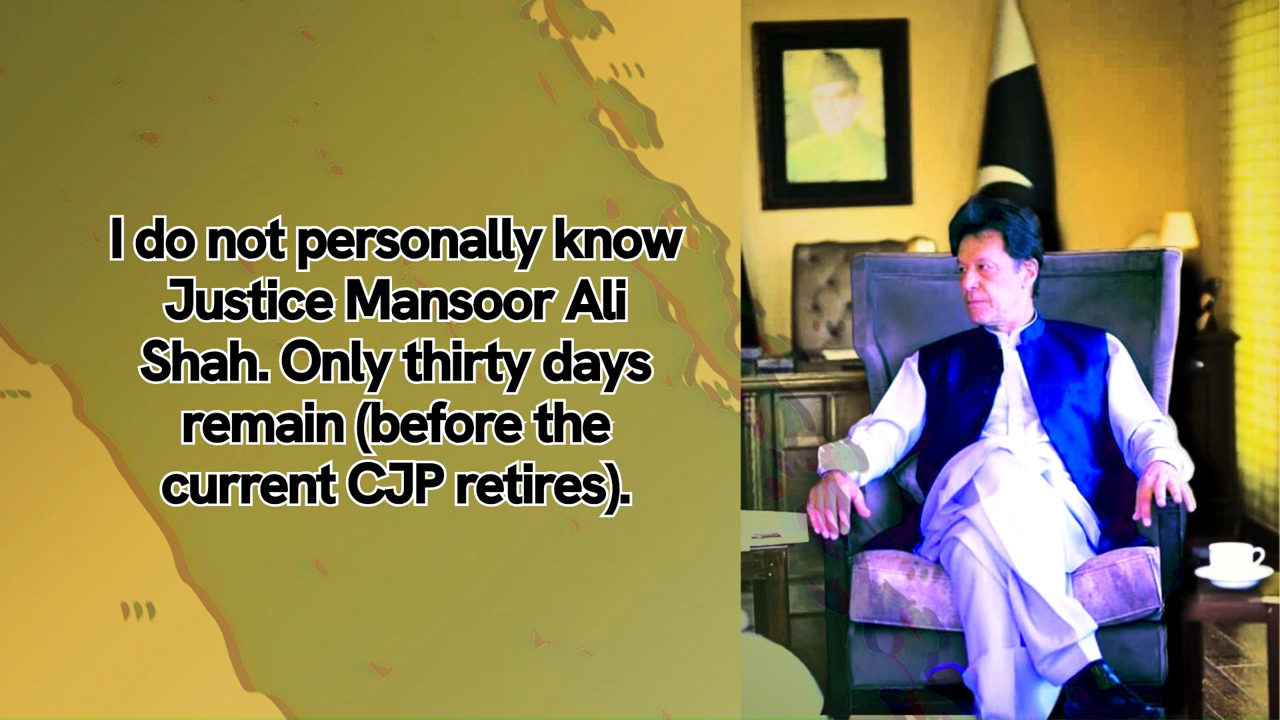 I do not personally know
Justice Mansoor Ali
Shah. Only thirty days
remain (before the
current CJP retires).